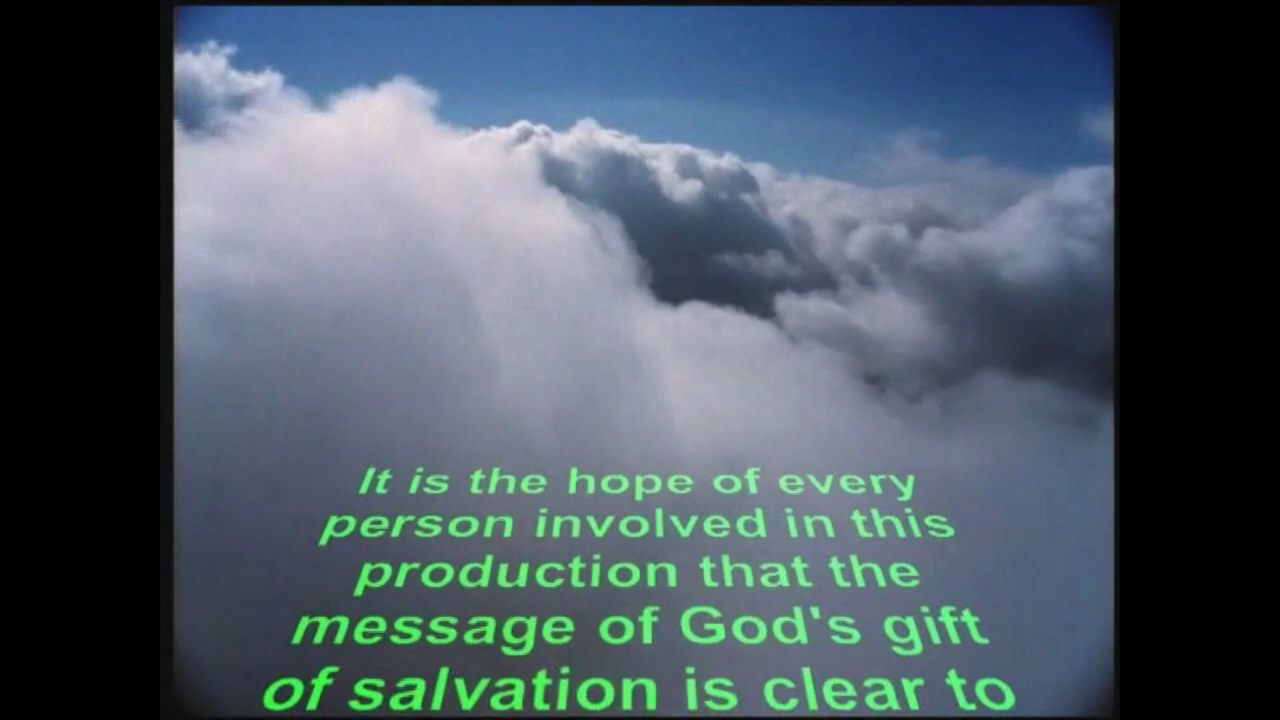 It is the hope of every
person involved in this
production that the
message of God's gift
of salvation is clear to